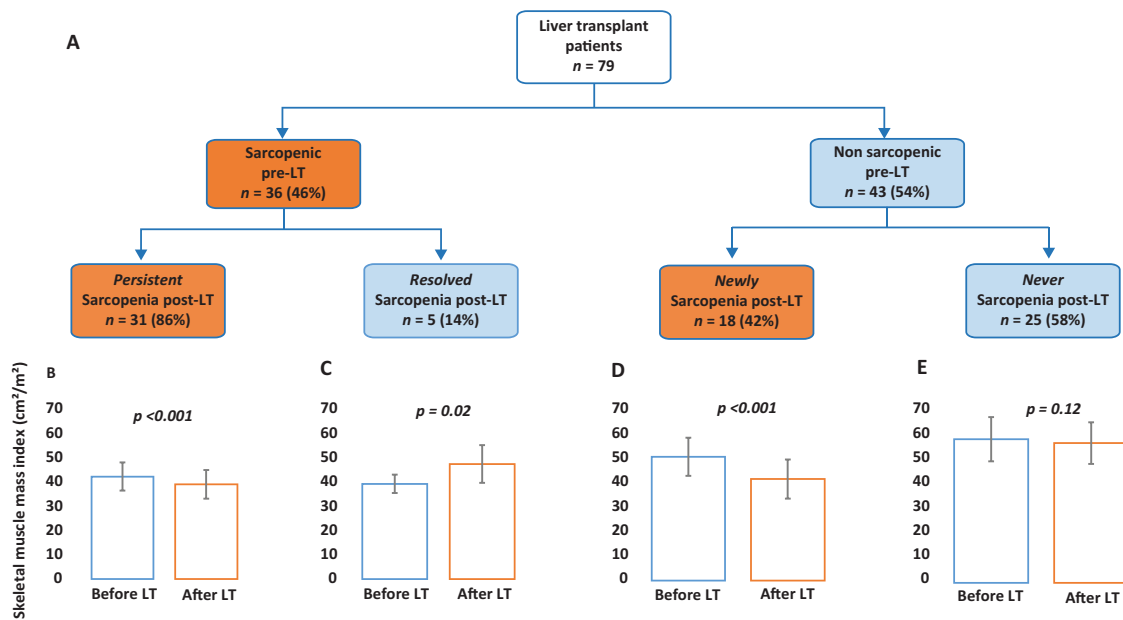 A
Liver transplant
patients
n = 79
Sarcopenic
pre-LT
n = 36 (46%)
Non sarcopenic
pre-LT
n = 43 (54%)
Persistent
Sarcopenia post-LT
n = 31 (86%)
Resolved
Sarcopenia post-LT
n = 5 (14%)
Newly
Sarcopenia post-LT
n = 18 (42%)
Never
Sarcopenia post-LT
n = 25 (58%)
Skeletal muscle mass index (cm²/m²)
B
p <0.001
70
60
50
40
30
20
10
0
Before LT
After LT
C
p = 0.02
70
60
50
40
30
20
10
0
Before LT
After LT
D
p <0.001
70
60
50
40
30
20
10
0
Before LT
After LT
E
p = 0.12
70
60
50
40
30
20
10
0
Before LT
After LT